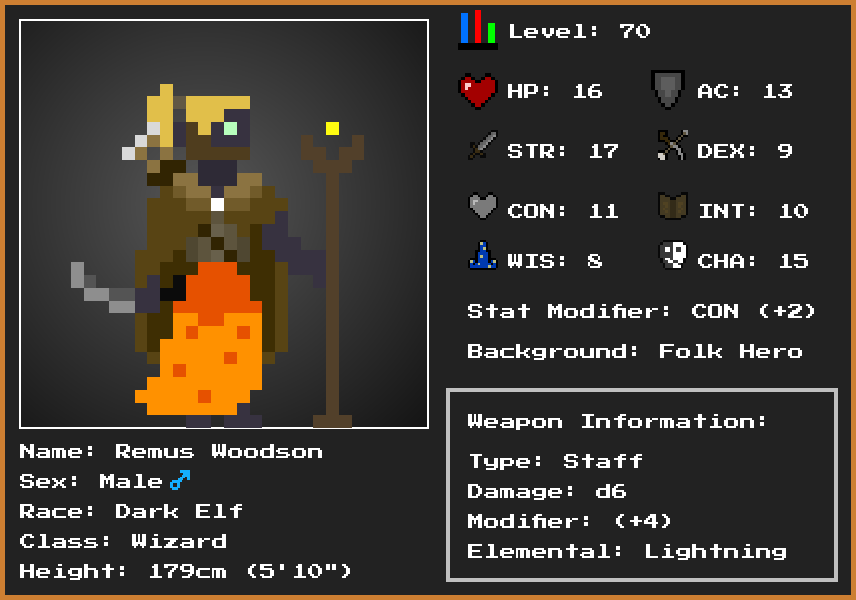 Level: 70
HP: 16
AC: 13
STR: 17
DEX: 9
CON: 11
INT: 10
WIS: 8
CHA: 15
Stat Modifier: CON (+2)
Background: Folk Hero
Weapon Information:
Type: Staff
Damage: d6
Modifier: (+4)
Elemental: Lightning
Name: Remus Woodson
Sex: Male♂
Race: Dark Elf
Class: Wizard
Height: 179cm (5'10")